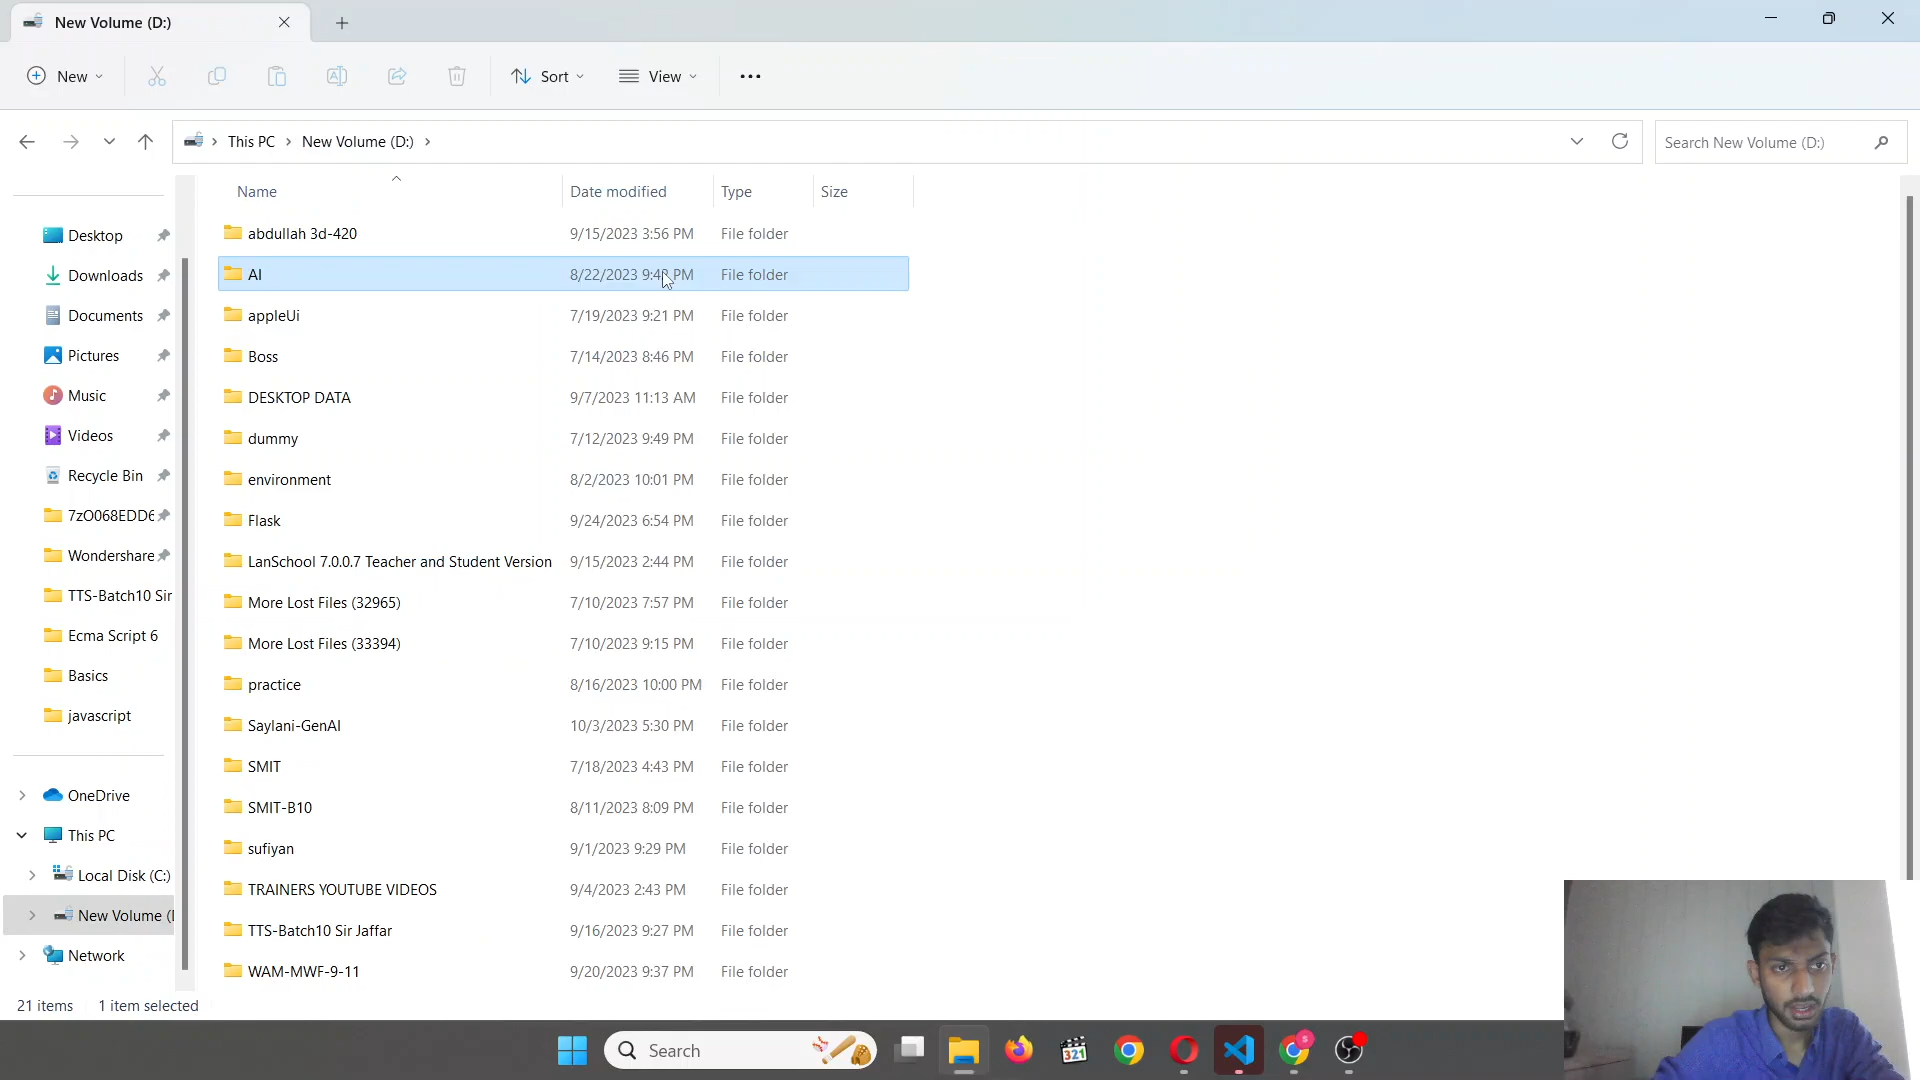 New Volume (D:)
New
Sort
View
This PC
New Volume (D:)
Search New Volume (D:)
Name
Date modified
Type
Size
Desktop
Downloads
Documents
Pictures
Music
Videos
Recycle Bin
7zO068EDD6
Wondershare
TTS-Batch10 Sir
Ecma Script 6
Basics
javascript
OneDrive
This PC
Local Disk (C:)
New Volume (
Network
abdullah 3d-420 9/15/2023 3:56 PM File folder
AI 8/22/2023 PM File folder
appleUi 7/19/2023 9:21 PM File folder
Boss 7/14/2023 8:46 PM File folder
DESKTOP DATA 9/7/2023 11:13 AM File folder
dummy 7/12/2023 9:49 PM File folder
environment 8/2/2023 10:01 PM File folder
Flask 9/24/2023 6:54 PM File folder
LanSchool 7.0.0.7 Teacher and Student Version 9/15/2023 2:44 PM File folder
More Lost Files (32965) 7/10/2023 7:57 PM File folder
More Lost Files (33394) 7/10/2023 9:15 PM File folder
practice 8/16/2023 10:00 PM File folder
Saylani-GenAI 10/3/2023 5:30 PM File folder
SMIT 7/18/2023 4:43 PM File folder
SMIT-B10 8/11/2023 8:09 PM File folder
sufiyan 9/1/2023 9:29 PM File folder
TRAINERS YOUTUBE VIDEOS 9/4/2023 2:43 PM File folder
TTS-Batch10 Sir Jaffar 9/16/2023 9:27 PM File folder
WAM-MWF-9-11 9/20/2023 9:37 PM File folder
21 items 1 item selected
Search
321